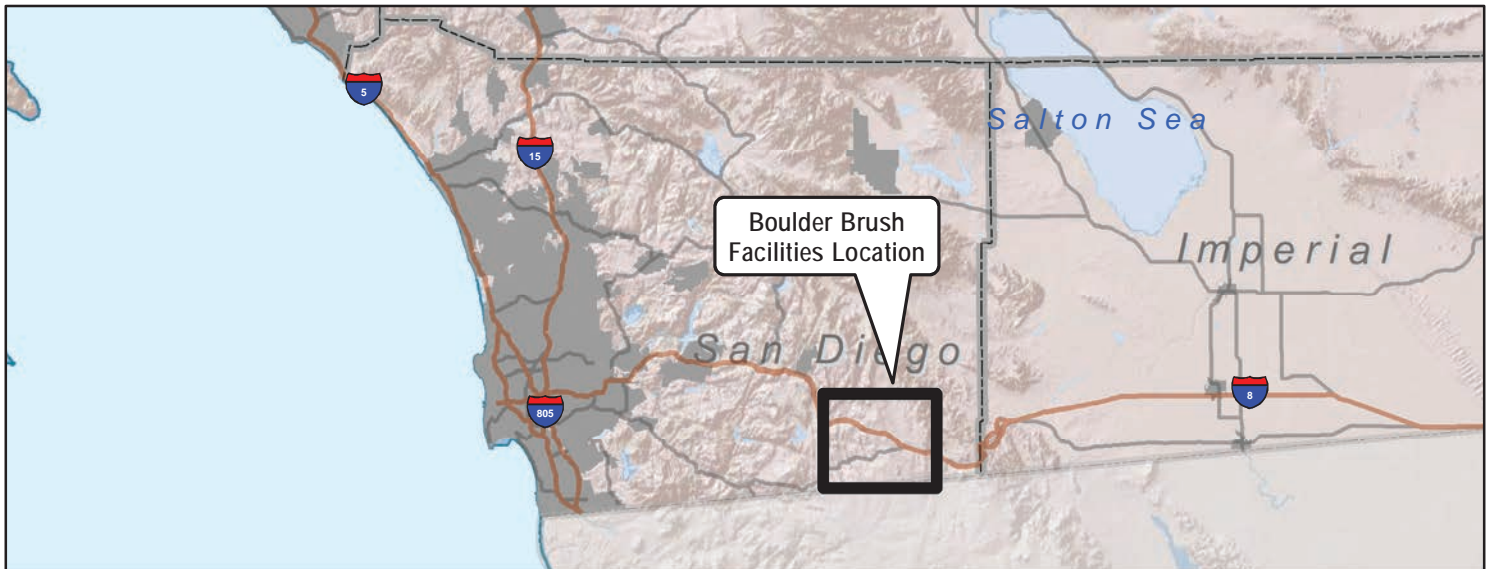 5
15
Salton Sea
Boulder Brush
Facilities Location
Imperial
San Diego
805
8